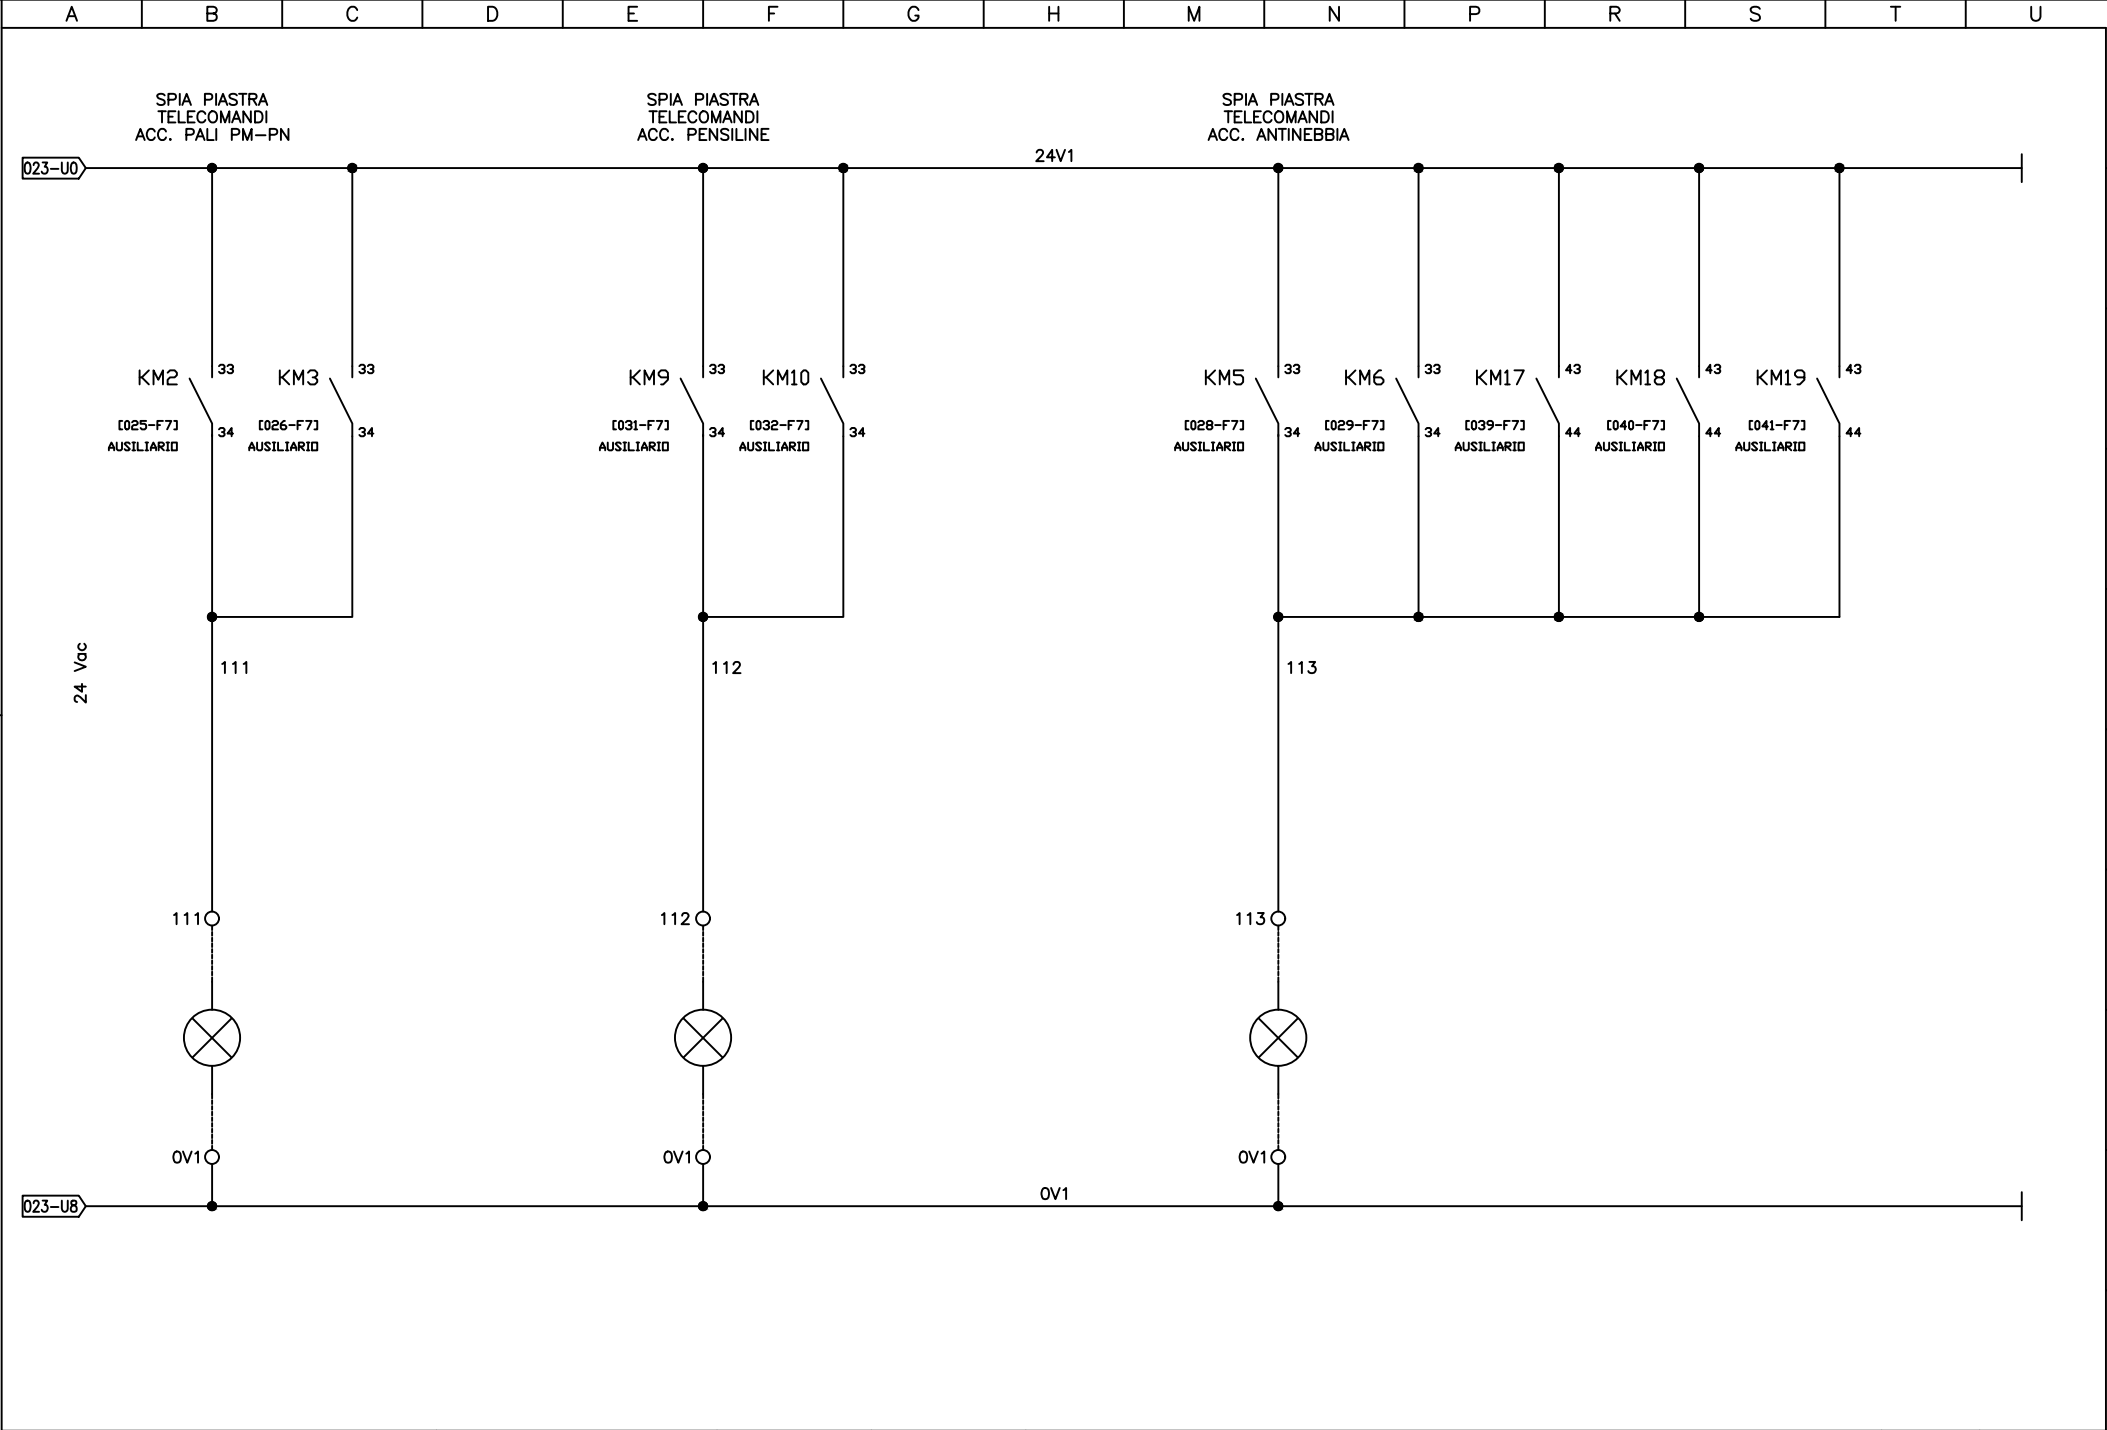 A B C D E F G H M N P R S T U
SPIA PIASTRA
TELECOMANDI
ACC. PALI PM-PN
SPIA PIASTRA
TELECOMANDI
ACC. PENSILINE
SPIA PIASTRA
TELECOMANDI
ACC. ANTINEBBIA
023-U0
24V1
KM2
33
[025-F7]
34
AUSILIARIO
KM3
33
[026-F7]
34
AUSILIARIO
KM9
33
[031-F7]
34
AUSILIARIO
KM10
33
[032-F7]
34
AUSILIARIO
KM5
33
[028-F7]
34
AUSILIARIO
KM6
33
[029-F7]
34
AUSILIARIO
KM17
43
[039-F7]
44
AUSILIARIO
KM18
43
[040-F7]
44
AUSILIARIO
KM19
43
[041-F7]
44
AUSILIARIO
24 Vac
111
112
113
111
112
113
0V1
0V1
0V1
023-U8
0V1